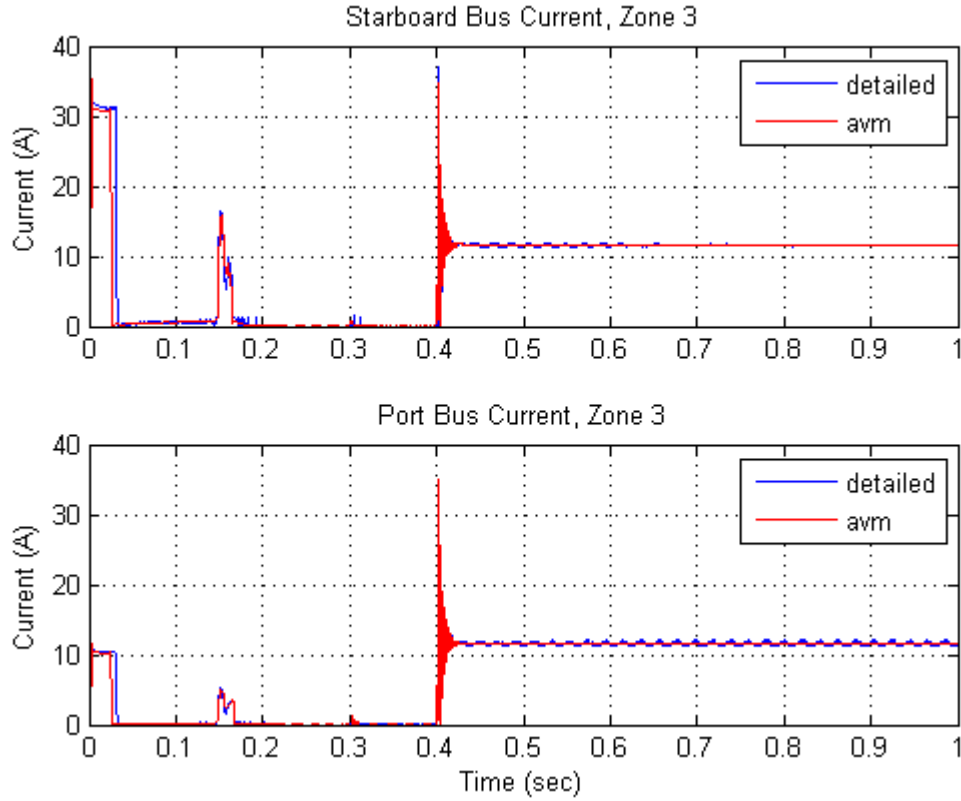 Starboard Bus Current, Zone 3
40
30
20
10
0
Current (A)
detailed
avm
0 0.1 0.2 0.3 0.4 0.5 0.6 0.7 0.8 0.9 1
Port Bus Current, Zone 3
40
30
20
10
0
Current (A)
detailed
avm
0 0.1 0.2 0.3 0.4 0.5 0.6 0.7 0.8 0.9 1
Time (sec)